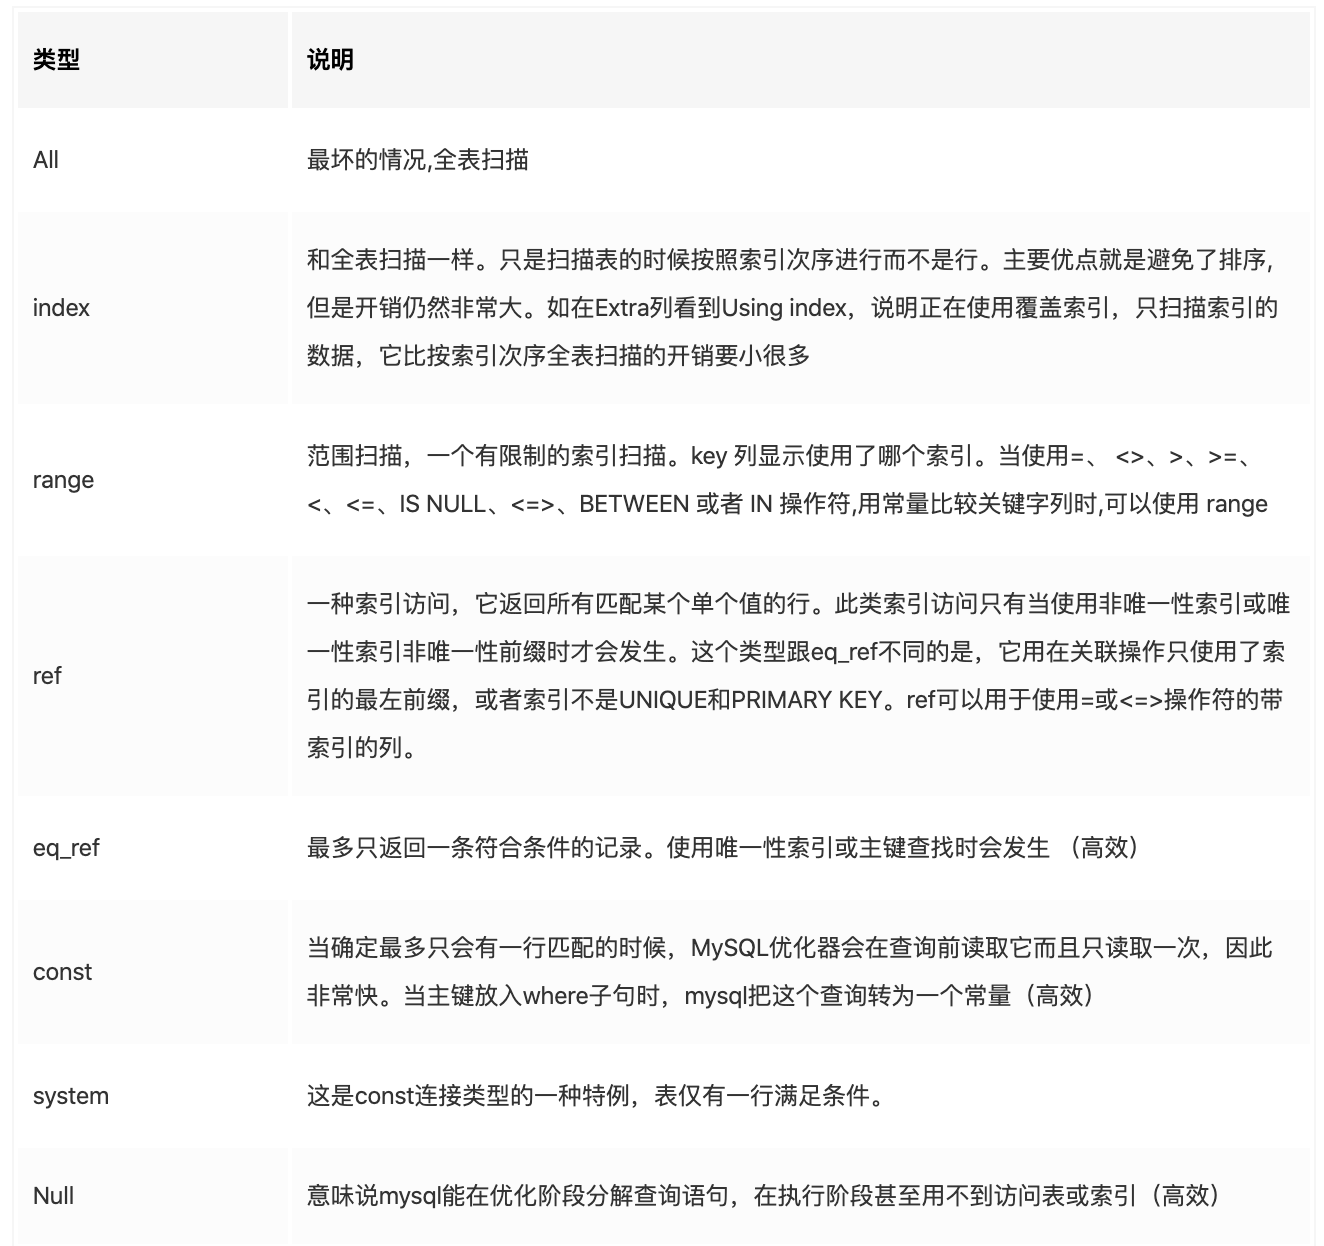 类型
说明
All
最坏的情况,全表扫描
index
和全表扫描一样。只是扫描表的时候按照索引次序进行而不是行。主要优点就是避免了排序,
但是开销仍然非常大。如在Extra列看到Using index，说明正在使用覆盖索引，只扫描索引的
数据，它比按索引次序全表扫描的开销要小很多
range
范围扫描，一个有限制的索引扫描。key 列显示使用了哪个索引。当使用=、 <>、>、>=、
<、<=、IS NULL、<=>、BETWEEN 或者 IN 操作符,用常量比较关键字列时,可以使用 range
ref
一种索引访问，它返回所有匹配某个单个值的行。此类索引访问只有当使用非唯一性索引或唯
一性索引非唯一性前缀时才会发生。这个类型跟eq_ref不同的是，它用在关联操作只使用了索
引的最左前缀，或者索引不是UNIQUE和PRIMARY KEY。ref可以用于使用=或<=>操作符的带
索引的列。
eq_ref
最多只返回一条符合条件的记录。使用唯一性索引或主键查找时会发生 （高效）
const
当确定最多只会有一行匹配的时候，MySQL优化器会在查询前读取它而且只读取一次，因此
非常快。当主键放入where子句时，mysql把这个查询转为一个常量（高效）
system
这是const连接类型的一种特例，表仅有一行满足条件。
Null
意味说mysql能在优化阶段分解查询语句，在执行阶段甚至用不到访问表或索引（高效）